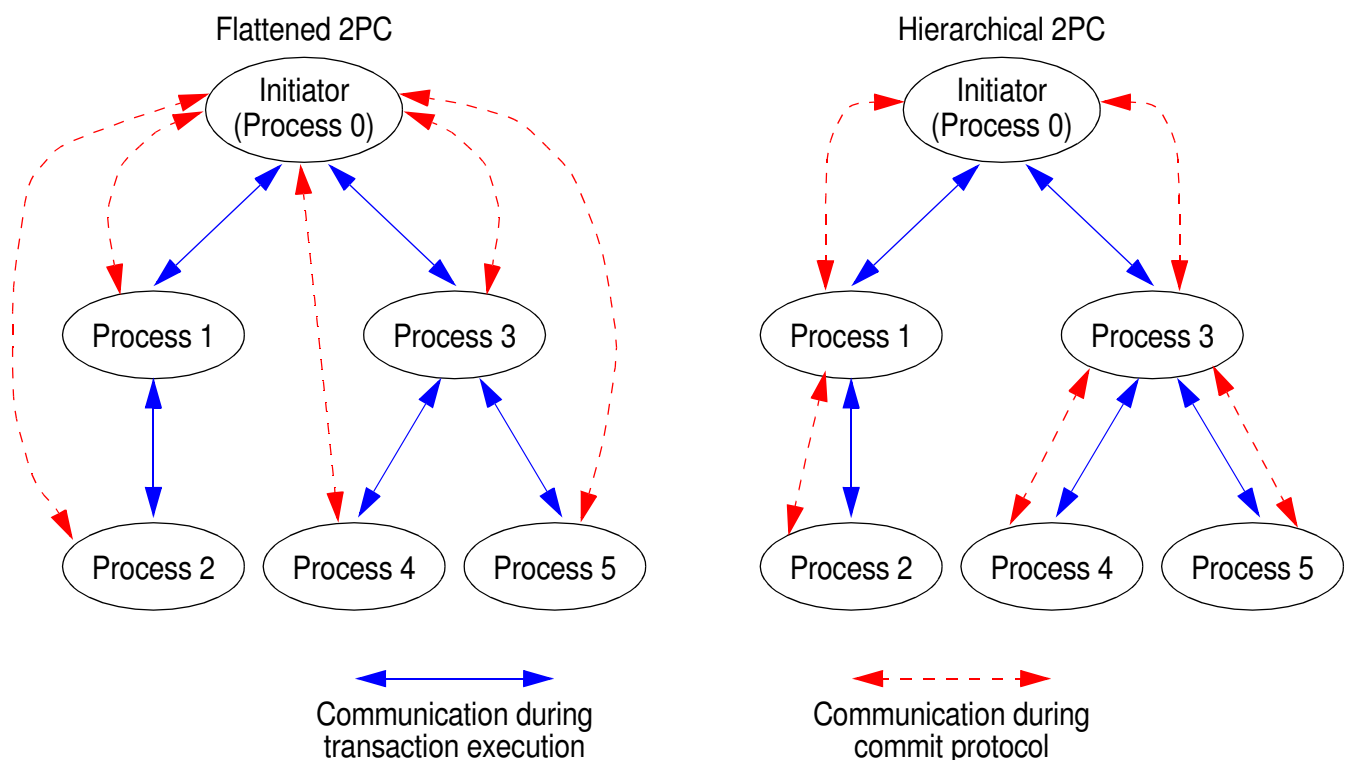 Flattened 2PC
Initiator
(Process 0)
Process 1
Process 3
Process 2
Process 4
Process 5
Hierarchical 2PC
Initiator
(Process 0)
Process 1
Process 3
Process 2
Process 4
Process 5
Communication during
transaction execution
Communication during
commit protocol